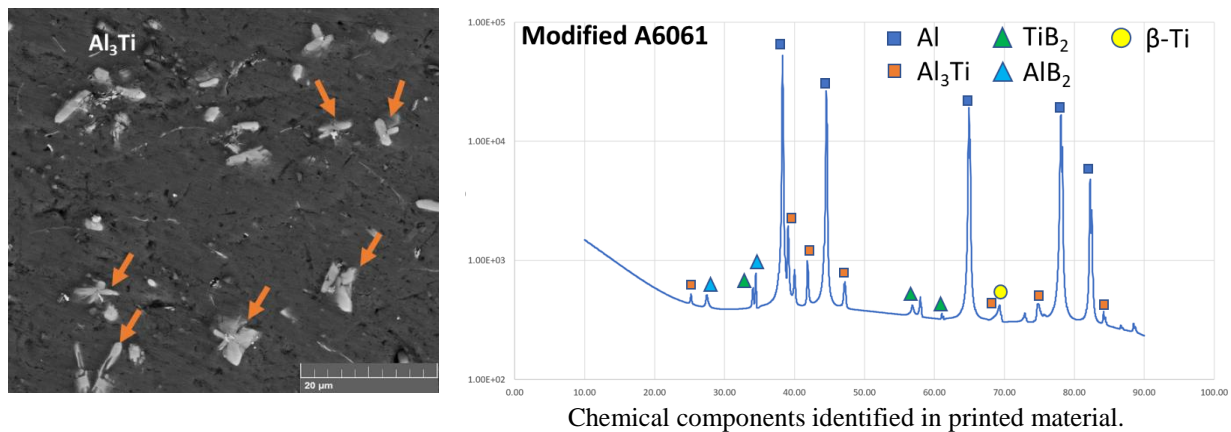 Al₃Ti
20 µm
Modified A6061
Al
TiB₂
β-Ti
Al₃Ti
AlB₂
1.00E+05
1.00E+04
1.00E+03
1.00E+02
0.00 10.00 20.00 30.00 40.00 50.00 60.00 70.00 80.00 90.00 100.00
Chemical components identified in printed material.